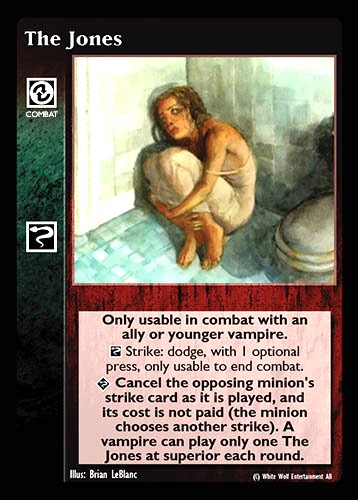 The Jones
COMBAT
Only usable in combat with an
ally or younger vampire.
Strike: dodge, with 1 optional
press, only usable to end combat.
Cancel the opposing minion's
strike card as it is played, and
its cost is not paid (the minion
chooses another strike). A
vampire can play only one The
Jones at superior each round.
Illus: Brian LeBlanc
(C) White Wolf Entertainment AB